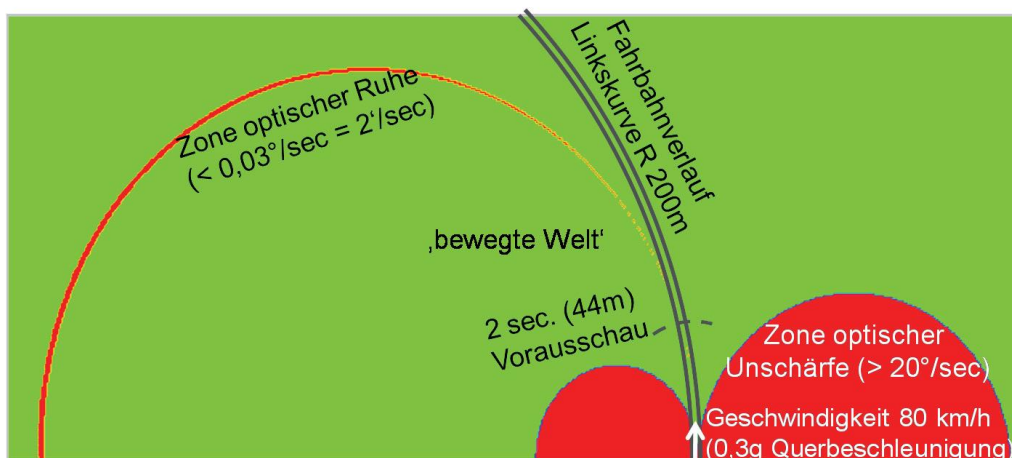 Fahrbahnverlauf
Linkskurve R 200m
Zone optischer Ruhe
(< 0,03°/sec = 2‘/sec)
‚bewegte Welt‘
2 sec. (44m)
Vorausschau
Zone optischer
Unschärfe (> 20°/sec)
Geschwindigkeit 80 km/h
(0,3g Querbeschleunigung)